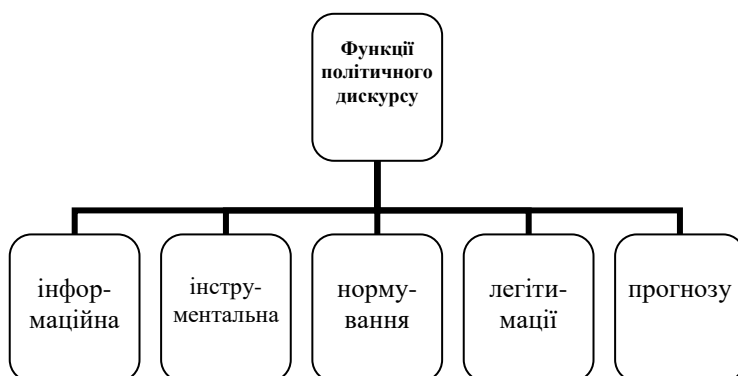 Функції
політичного
дискурсу
інфор-
маційна
інстру-
ментальна
норму-
вання
легіти-
мації
прогнозу